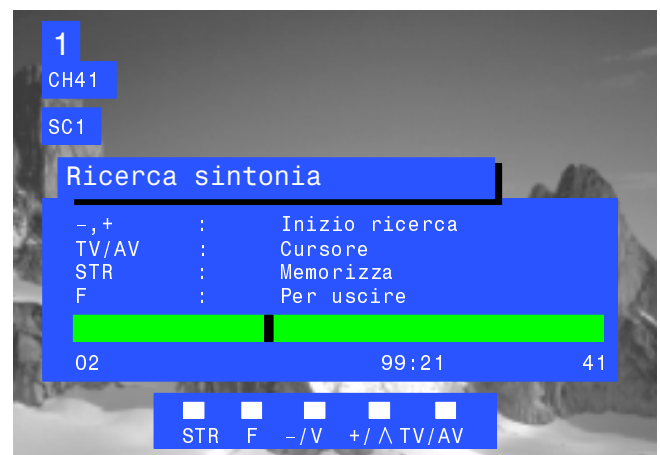 1
CH41
SC1
Ricerca sintonia
–,+ : Inizio ricerca
TV/AV : Cursore
STR : Memorizza
F : Per uscire
02 99:21 41
STR F –/V +/Λ TV/AV